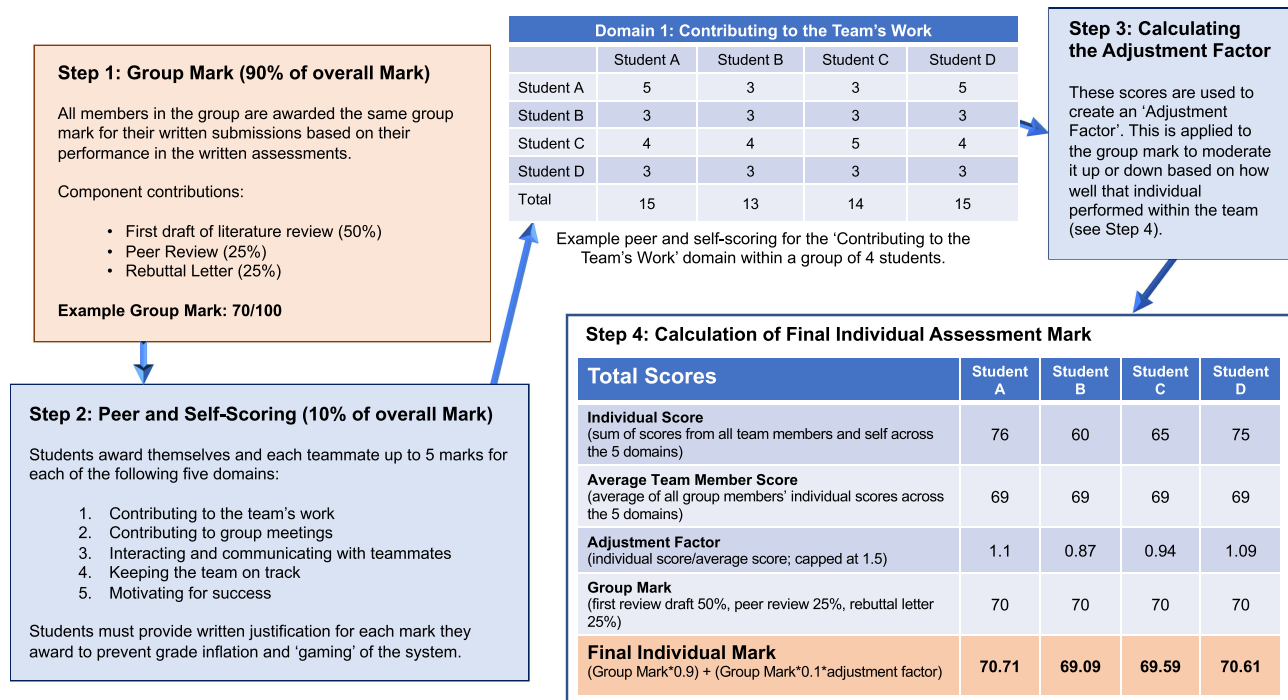 Step 1: Group Mark (90% of overall Mark)
All members in the group are awarded the same group
mark for their written submissions based on their
performance in the written assessments.
Component contributions:
• First draft of literature review (50%)
• Peer Review (25%)
• Rebuttal Letter (25%)
Example Group Mark: 70/100
Step 2: Peer and Self-Scoring (10% of overall Mark)
Students award themselves and each teammate up to 5 marks for
each of the following five domains:
1. Contributing to the team's work
2. Contributing to group meetings
3. Interacting and communicating with teammates
4. Keeping the team on track
5. Motivating for success
Students must provide written justification for each mark they
award to prevent grade inflation and 'gaming' of the system.
Domain 1: Contributing to the Team's Work
Student A Student B Student C Student D
Student A 5 3 3 5
Student B 3 3 3 3
Student C 4 4 5 4
Student D 3 3 3 3
Total 15 13 14 15
Example peer and self-scoring for the 'Contributing to the
Team's Work' domain within a group of 4 students.
Step 3: Calculating
the Adjustment Factor
These scores are used to
create an 'Adjustment
Factor'. This is applied to
the group mark to moderate
it up or down based on how
well that individual
performed within the team
(see Step 4).
Step 4: Calculation of Final Individual Assessment Mark
Total Scores Student A Student B Student C Student D
Individual Score
(sum of scores from all team members and self across
the 5 domains)
76 60 65 75
Average Team Member Score
(average of all group members' individual scores across
the 5 domains)
69 69 69 69
Adjustment Factor
(individual score/average score; capped at 1.5)
1.1 0.87 0.94 1.09
Group Mark
(first review draft 50%, peer review 25%, rebuttal letter
25%)
70 70 70 70
Final Individual Mark
(Group Mark*0.9) + (Group Mark*0.1*adjustment factor)
70.71 69.09 69.59 70.61